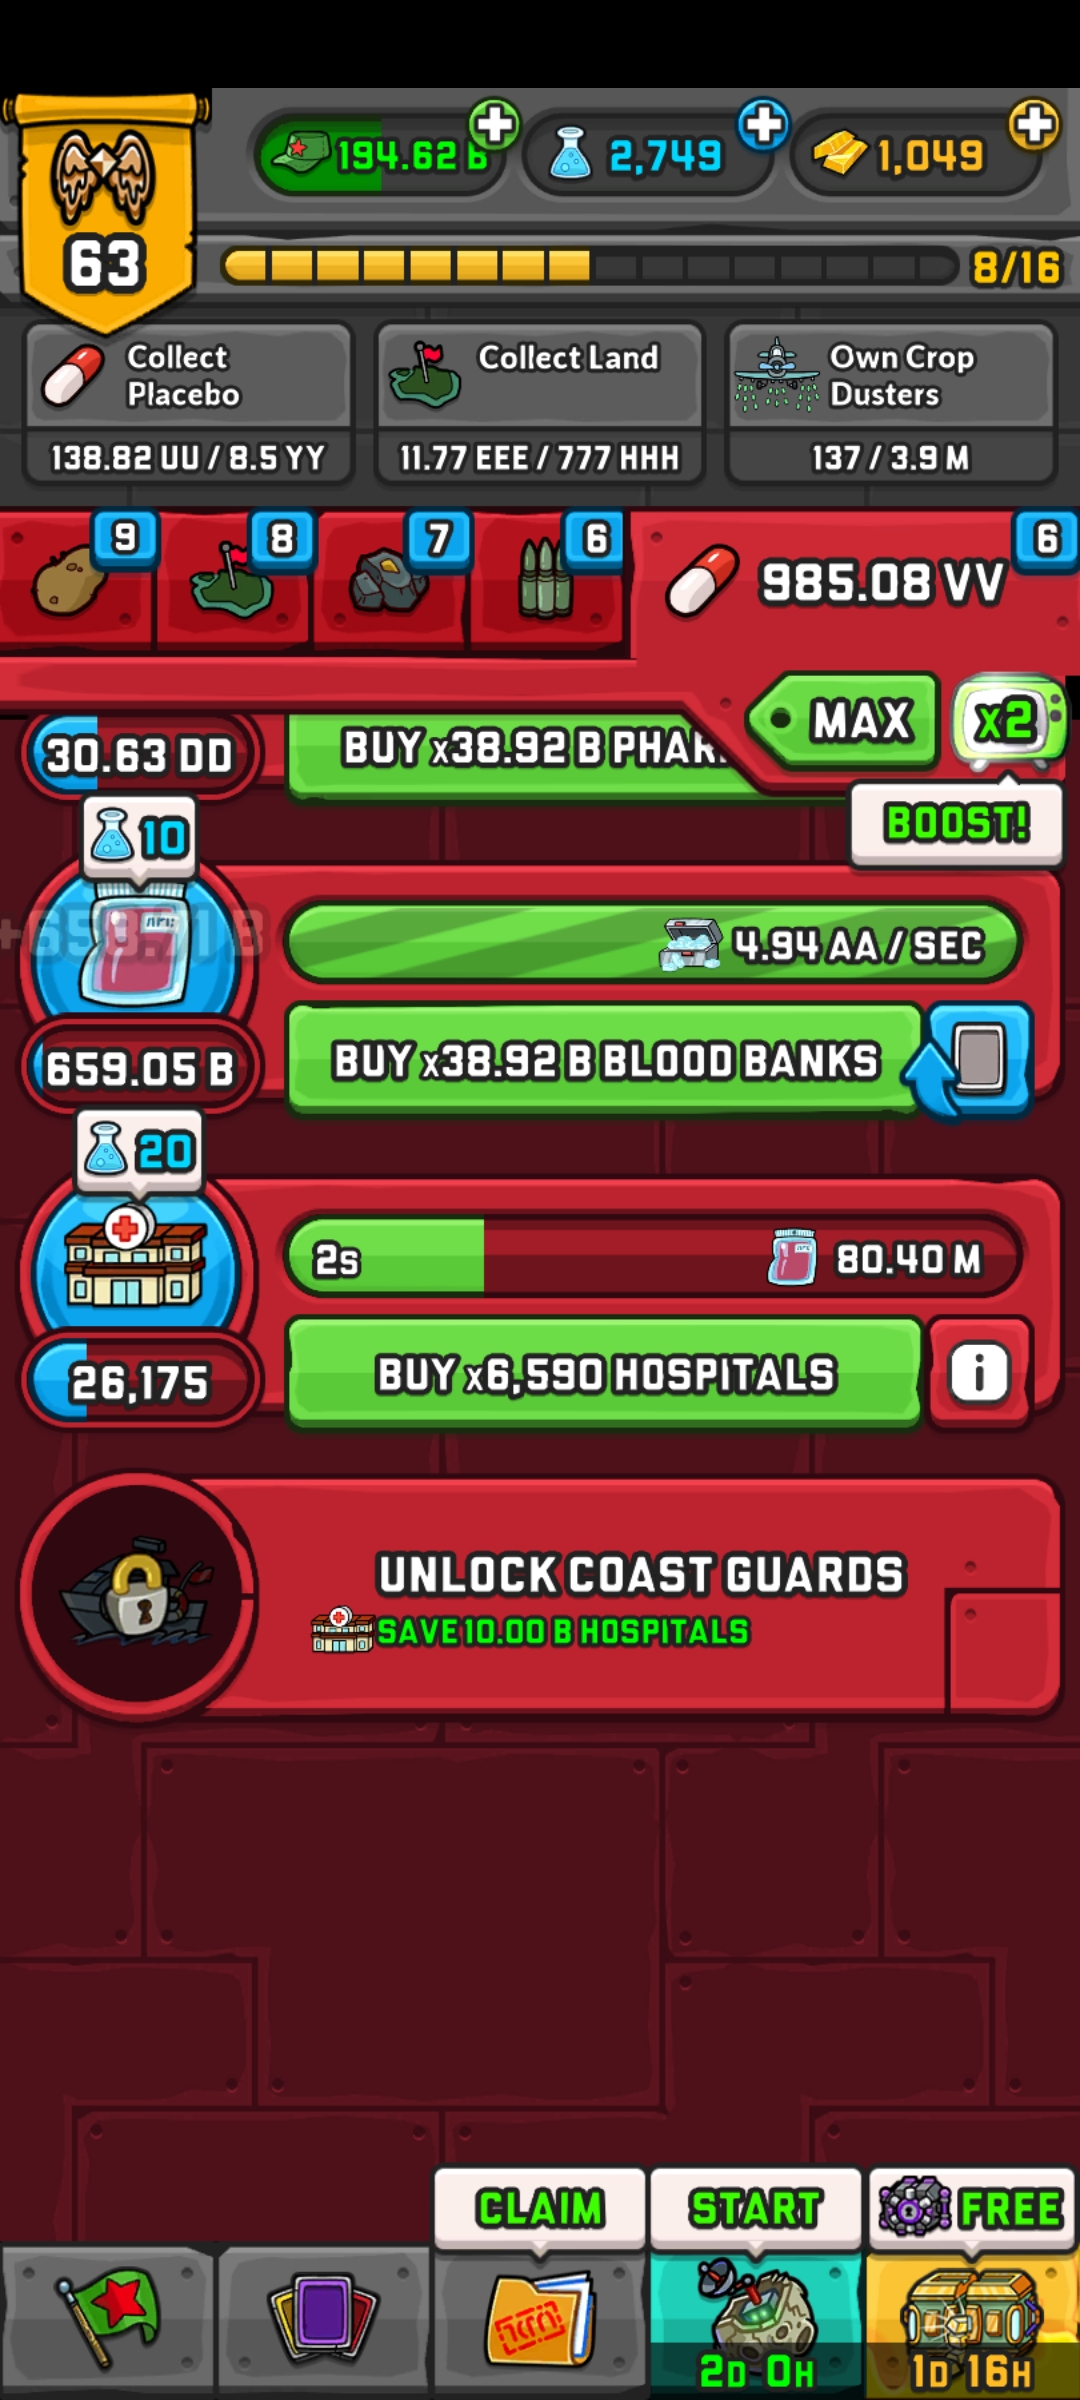 194.62 B
2,749
1,049
63
8/16
Collect
Placebo
138.82 UU / 8.5 YY
Collect Land
11.77 EEE / 777 HHH
Own Crop
Dusters
137 / 3.9 M
9
8
7
6
985.08 VV
6
MAX
x2
BOOST!
30.63 DD
BUY x38.92 B PHAR
10
4.94 AA / SEC
659.05 B
BUY x38.92 B BLOOD BANKS
20
2s
80.40 M
26,175
BUY x6,590 HOSPITALS
i
UNLOCK COAST GUARDS
SAVE 10.00 B HOSPITALS
CLAIM
START
FREE
2D 0H
1D 16H